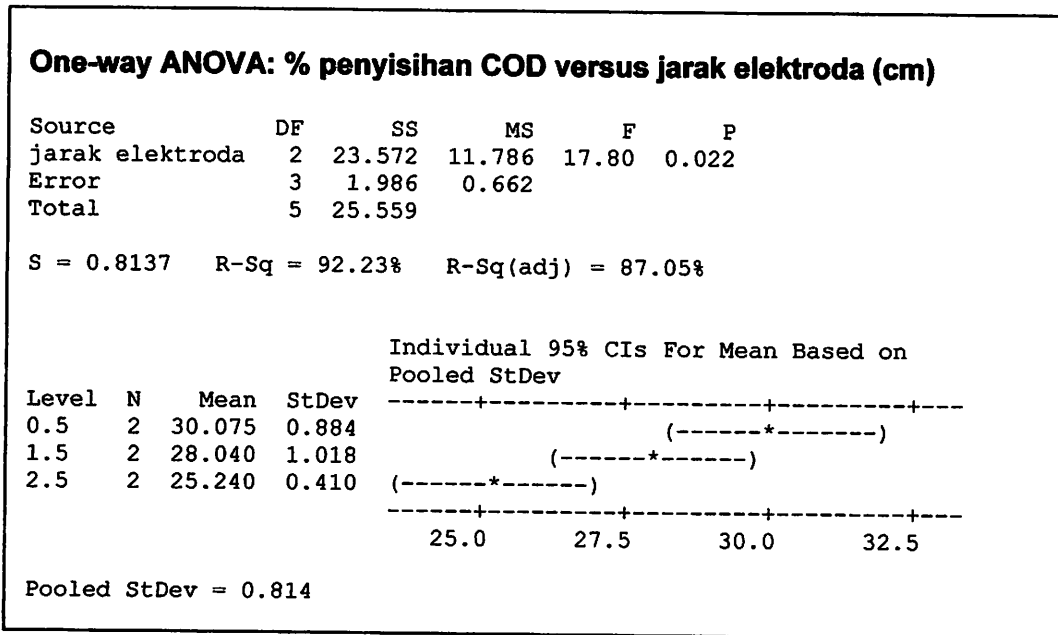 One-way ANOVA: % penyisihan COD versus jarak elektroda (cm)
Source DF SS MS F P
jarak elektroda 2 23.572 11.786 17.80 0.022
Error 3 1.986 0.662
Total 5 25.559
S = 0.8137 R-Sq = 92.23% R-Sq(adj) = 87.05%
Individual 95% CIs For Mean Based on
Pooled StDev
Level N Mean StDev ------+---------+---------+---------+---
0.5 2 30.075 0.884 (------*-------)
1.5 2 28.040 1.018 (------*------)
2.5 2 25.240 0.410 (------*------)
------+---------+---------+---------+---
25.0 27.5 30.0 32.5
Pooled StDev = 0.814